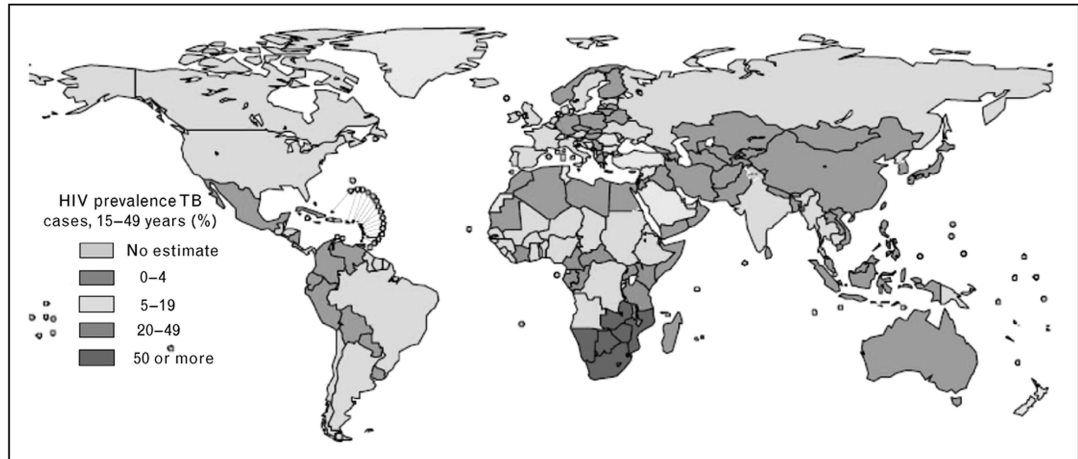 HIV prevalence TB
cases, 15–49 years (%)
No estimate
0–4
5–19
20–49
50 or more